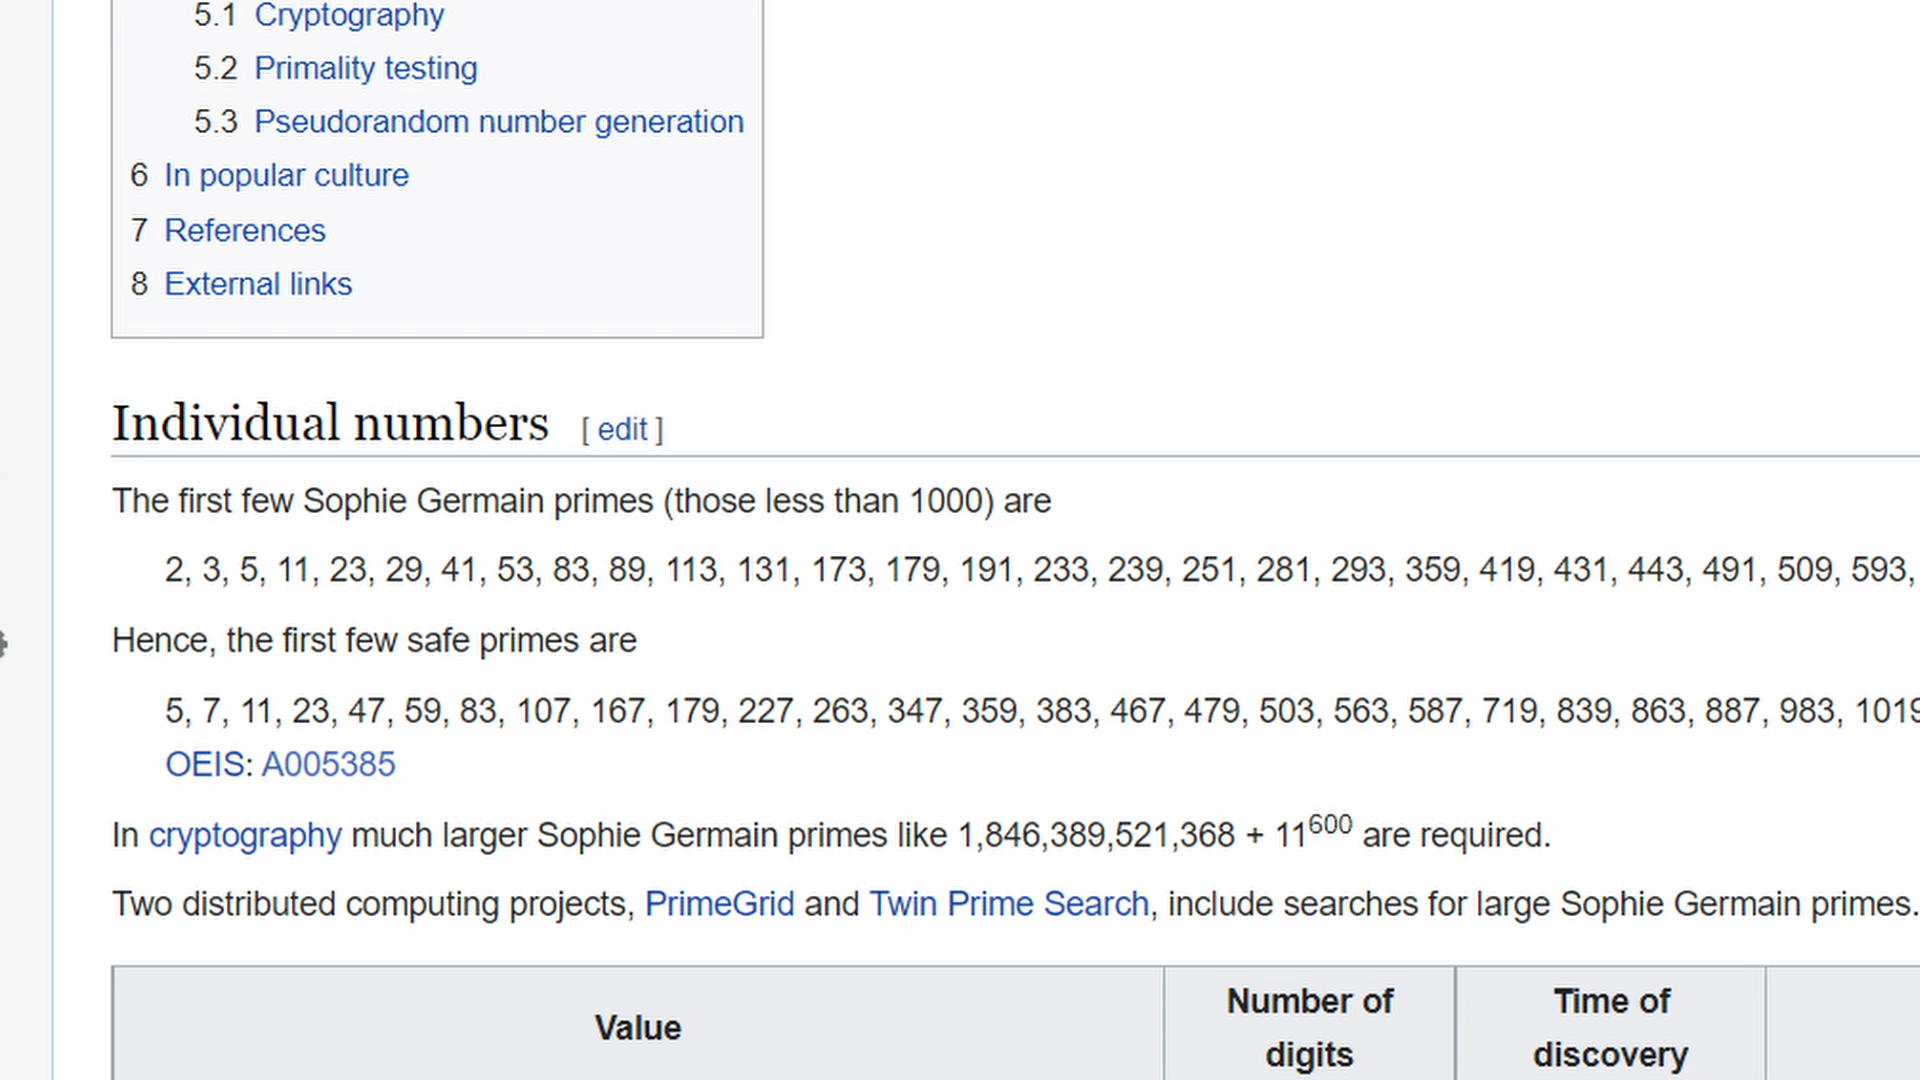 5.1 Cryptography
5.2 Primality testing
5.3 Pseudorandom number generation
6 In popular culture
7 References
8 External links
Individual numbers [ edit ]
The first few Sophie Germain primes (those less than 1000) are
2, 3, 5, 11, 23, 29, 41, 53, 83, 89, 113, 131, 173, 179, 191, 233, 239, 251, 281, 293, 359, 419, 431, 443, 491, 509, 593,
Hence, the first few safe primes are
5, 7, 11, 23, 47, 59, 83, 107, 167, 179, 227, 263, 347, 359, 383, 467, 479, 503, 563, 587, 719, 839, 863, 887, 983, 1019
OEIS: A005385
In cryptography much larger Sophie Germain primes like 1,846,389,521,368 + 11^600 are required.
Two distributed computing projects, PrimeGrid and Twin Prime Search, include searches for large Sophie Germain primes.
Value
Number of digits
Time of discovery